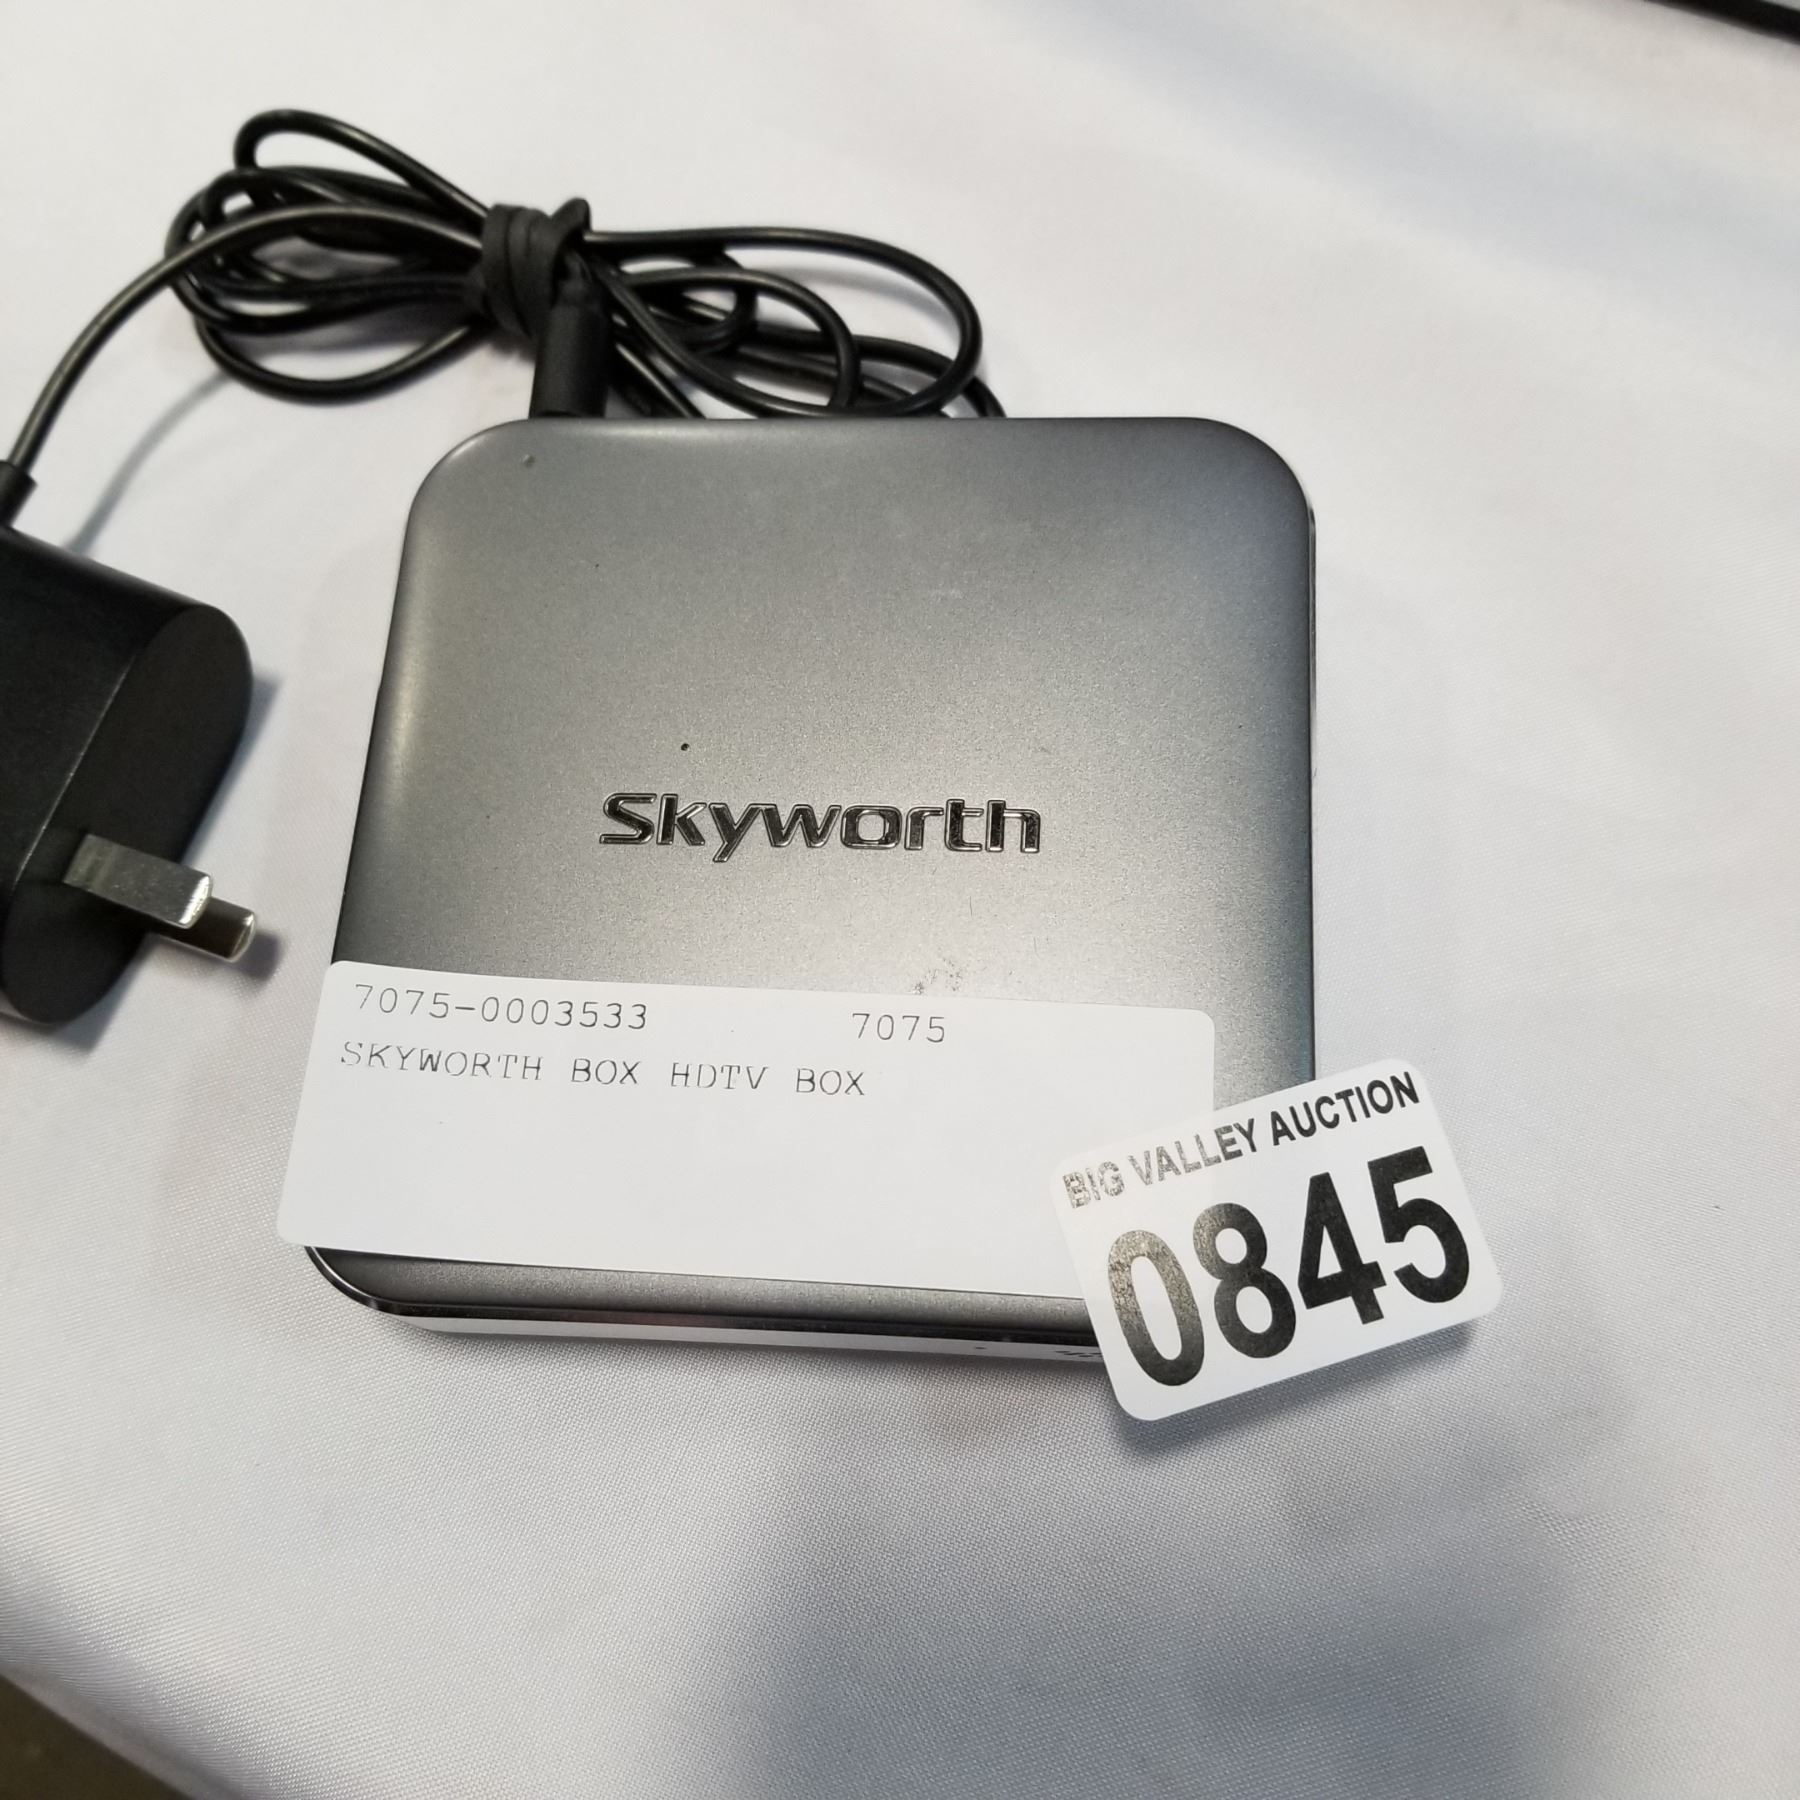 Skyworth
7075-0003533 7075
SKYWORTH BOX HDTV BOX
BIG VALLEY AUCTION
0845